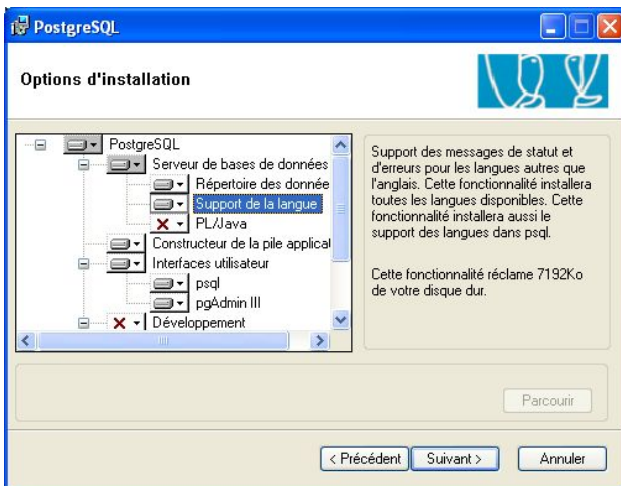 PostgreSQL
Options d'installation
PostgreSQL
Serveur de bases de données
Répertoire des donnée
Support de la langue
PL/Java
Constructeur de la pile applicat
Interfaces utilisateur
psql
pgAdmin III
Développement
Support des messages de statut et
d'erreurs pour les langues autres que
l'anglais. Cette fonctionnalité installera
toutes les langues disponibles. Cette
fonctionnalité installera aussi le
support des langues dans psql.
Cette fonctionnalité réclame 7192Ko
de votre disque dur.
Parcourir
< Précédent
Suivant >
Annuler